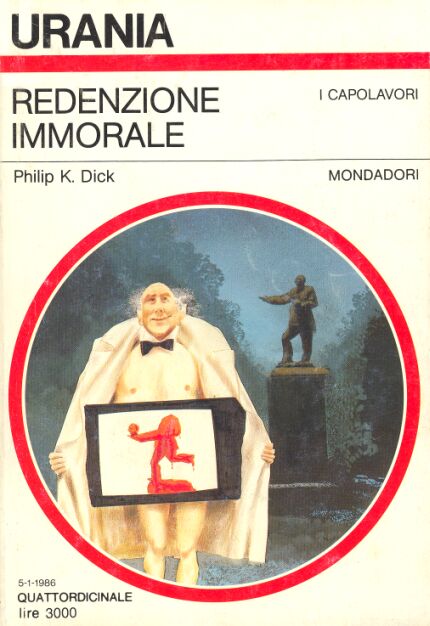 URANIA
REDENZIONE
IMMORALE
I CAPOLAVORI
Philip K. Dick
MONDADORI
5-1-1986
QUATTORDICINALE
lire 3000